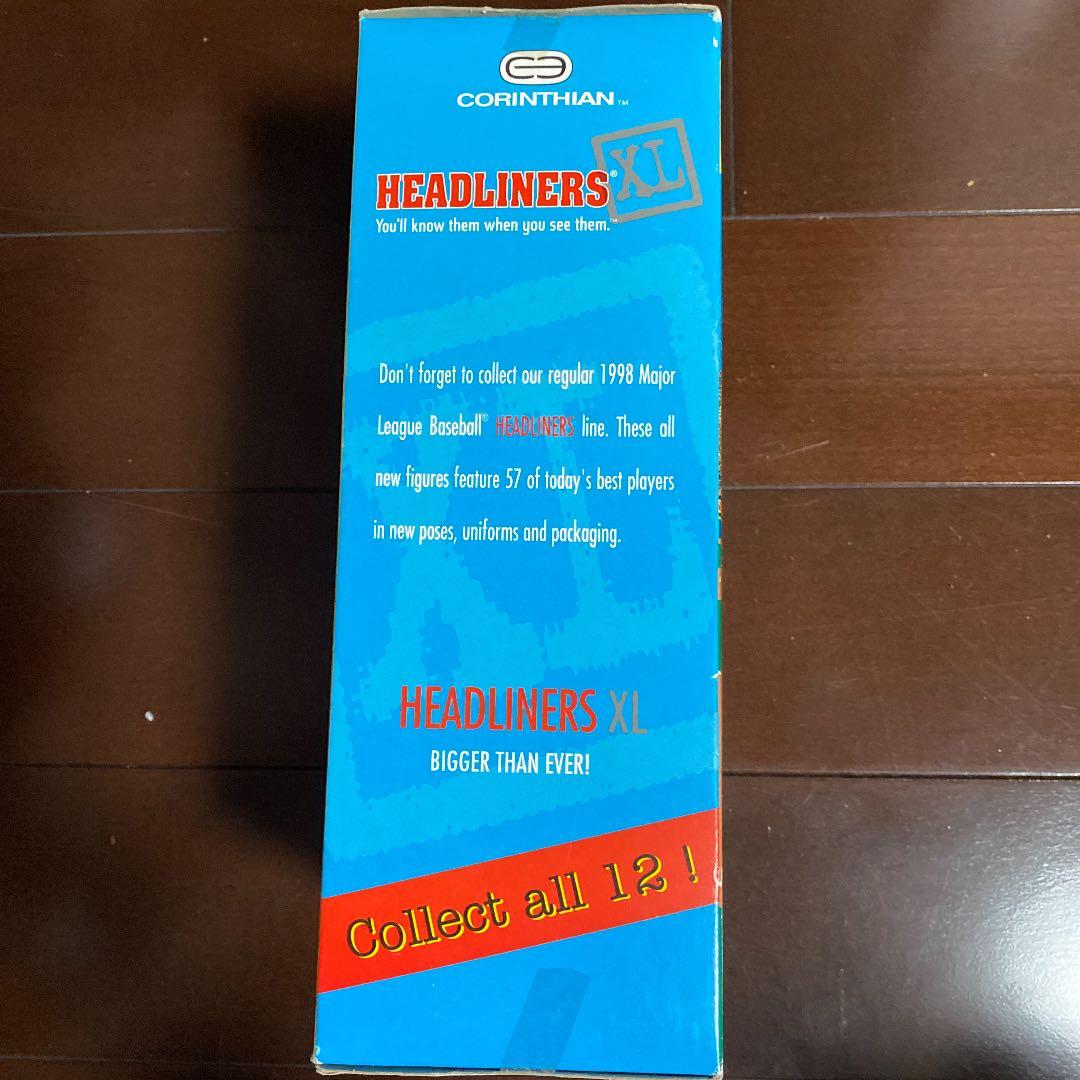 CORINTHIAN™
XL
HEADLINERS®
You'll know them when you see them.™
Don't forget to collect our regular 1998 Major
League Baseball® HEADLINERS line. These all
new figures feature 57 of today's best players
in new poses, uniforms and packaging.
HEADLINERS XL
BIGGER THAN EVER!
Collect all 12!